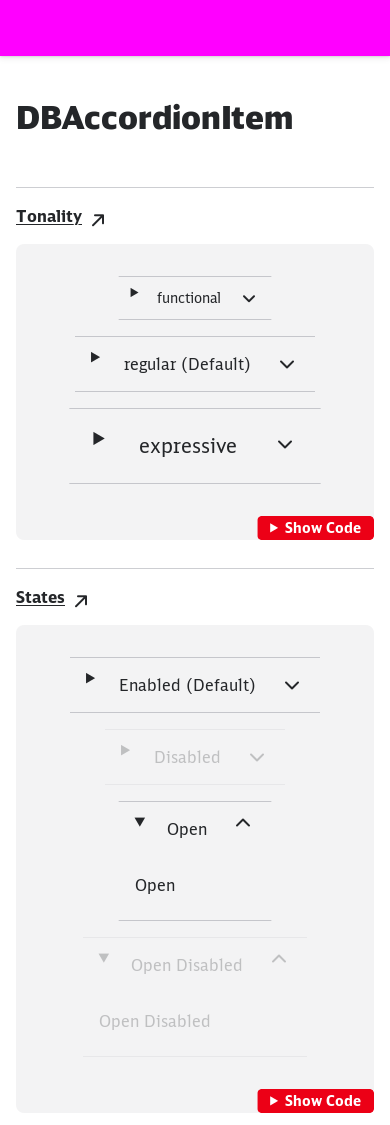 DBAccordionItem
Tonality
functional
regular (Default)
expressive
Show Code
States
Enabled (Default)
Disabled
Open
Open
Open Disabled
Open Disabled
Show Code